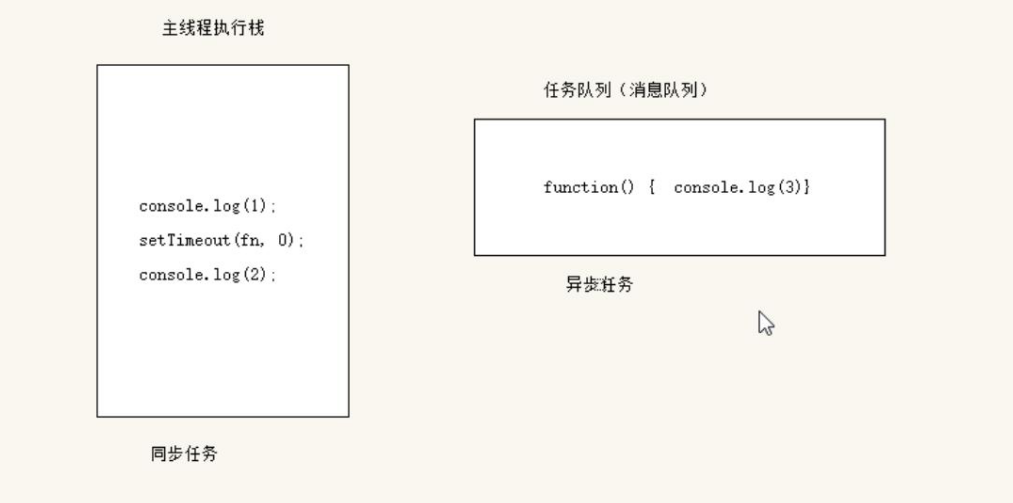 主线程执行栈
console.log(1);
setTimeout(fn, 0);
console.log(2);
同步任务
任务队列（消息队列）
function() {  console.log(3)}
异步任务